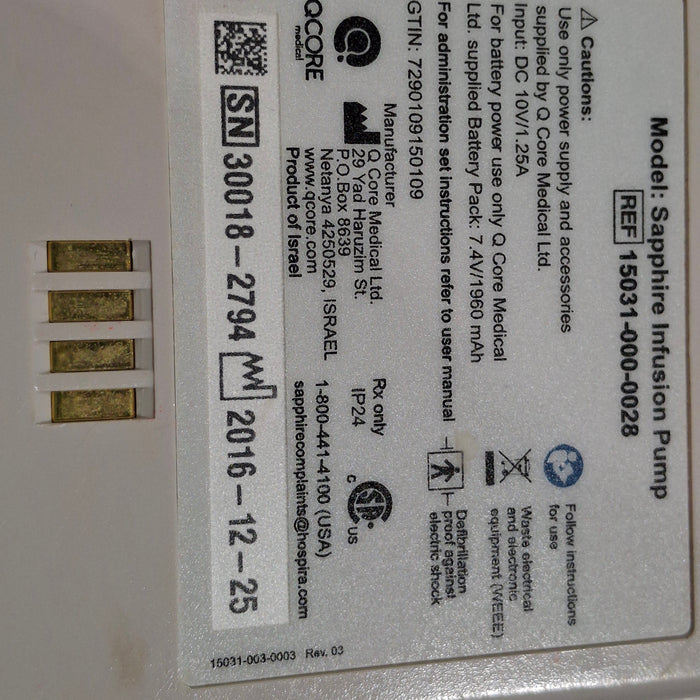 Model: Sapphire Infusion Pump
REF 15031-000-0028
Cautions:
Use only power supply and accessories
supplied by Q Core Medical Ltd.
Input: DC 10V/1.25A
For battery power use only Q Core Medical
Ltd. supplied Battery Pack: 7.4V/1960 mAh
For administration set instructions refer to user manual
GTIN: 7290109150109
Follow instructions
for use
Waste electrical
and electronic
equipment (WEEE)
Defibrillation
proof against
electric shock
QCORE
medical
Manufacturer
Q Core Medical Ltd.
29 Yad Haruzim St.
P.O.Box 8639
Netanya 4250529, ISRAEL
www.qcore.com
Product of Israel
Rx only
IP24
C SP US
1-800-441-4100 (USA)
sapphirecomplaints@hospira.com
SN 30018-2794 2016-12-25
15031-003-0003 Rev. 03